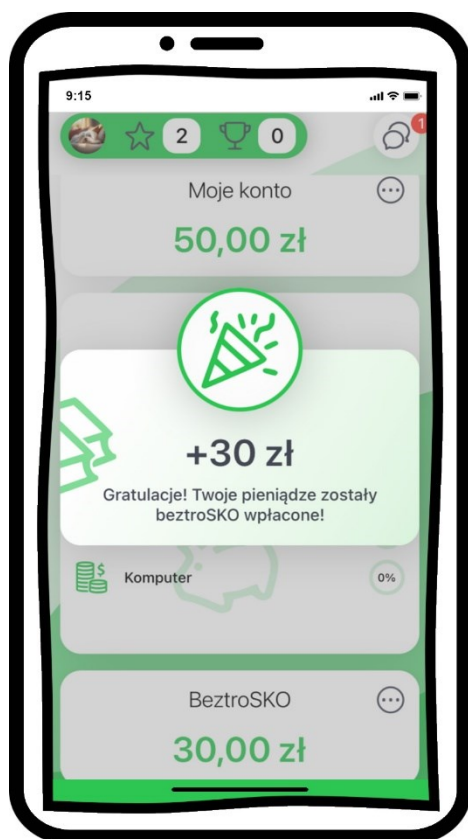 9:15
2
0
1
Moje konto
50,00 zł
+30 zł
Gratulacje! Twoje pieniądze zostały
beztroSKO wpłacone!
Komputer
0%
BeztroSKO
30,00 zł